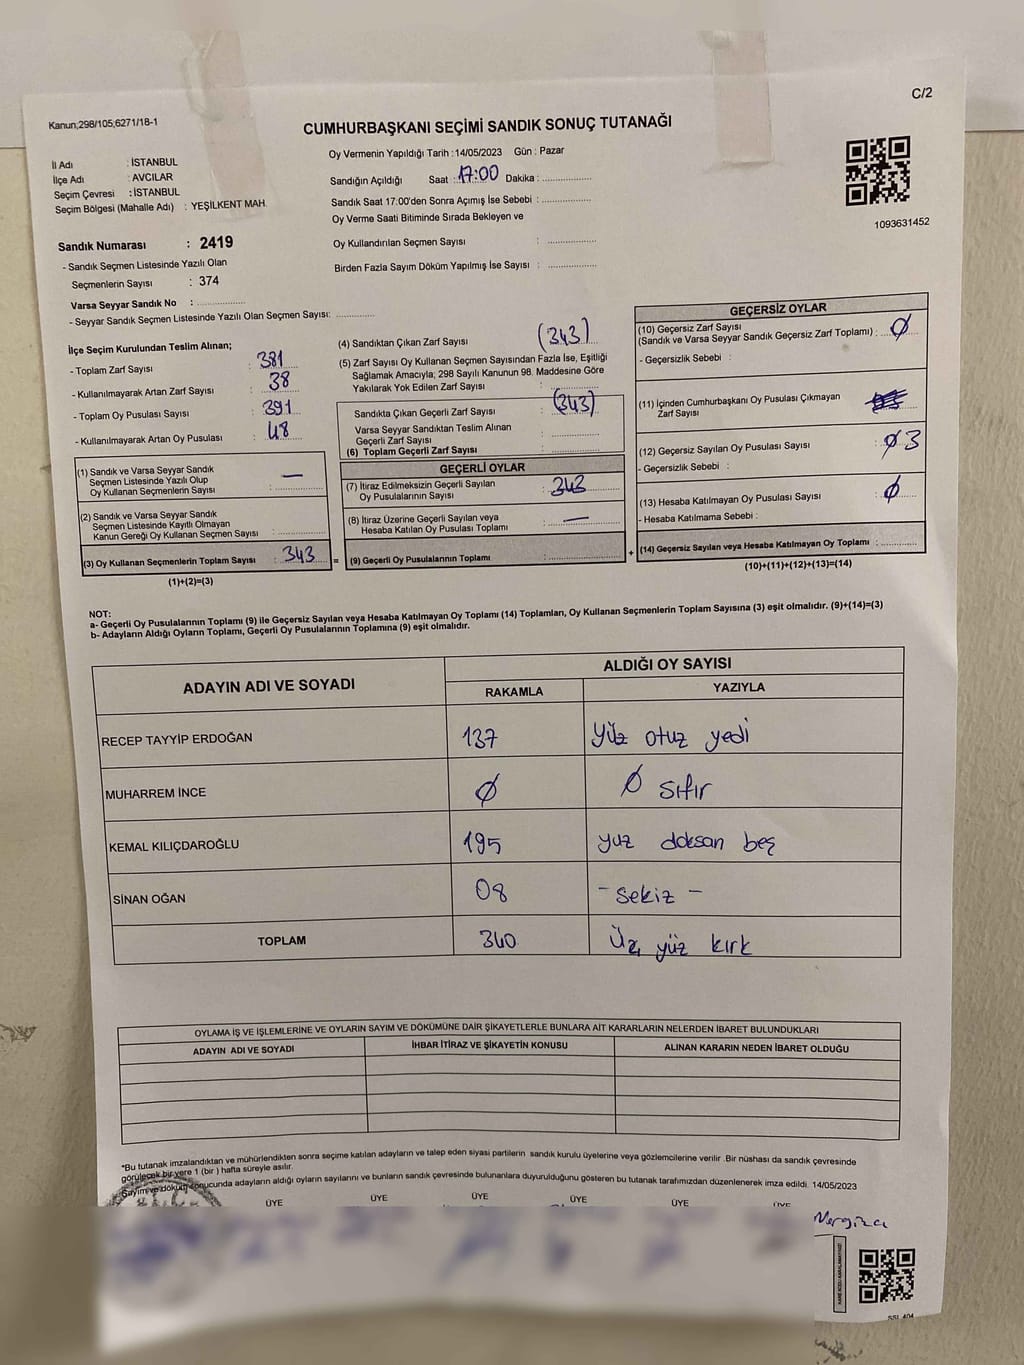 C/2
Kanun;298/105;6271/18-1
CUMHURBAŞKANI SEÇİMİ SANDIK SONUÇ TUTANAĞI
İl Adı : İSTANBUL
İlçe Adı : AVCILAR
Seçim Çevresi : İSTANBUL
Seçim Bölgesi (Mahalle Adı) : YEŞİLKENT MAH.
Sandık Numarası : 2419
- Sandık Seçmen Listesinde Yazılı Olan
Seçmenlerin Sayısı : 374
Varsa Seyyar Sandık No :
- Seyyar Sandık Seçmen Listesinde Yazılı Olan Seçmen Sayısı:
Oy Vermenin Yapıldığı Tarih :14/05/2023 Gün : Pazar
Sandığın Açıldığı Saat : 17:00 Dakika :
Sandık Saat 17:00'den Sonra Açımış İse Sebebi :
Oy Verme Saati Bitiminde Sırada Bekleyen ve
Oy Kullandırılan Seçmen Sayısı :
Birden Fazla Sayım Döküm Yapılmış İse Sayısı :
1093631452
İlçe Seçim Kurulundan Teslim Alınan;
- Toplam Zarf Sayısı : 381
- Kullanılmayarak Artan Zarf Sayısı : 38
- Toplam Oy Pusulası Sayısı : 391
- Kullanılmayarak Artan Oy Pusulası : 48
(1) Sandık ve Varsa Seyyar Sandık
Seçmen Listesinde Yazılı Olup
Oy Kullanan Seçmenlerin Sayısı : —
(2) Sandık ve Varsa Seyyar Sandık
Seçmen Listesinde Kayıtlı Olmayan
Kanun Gereği Oy Kullanan Seçmen Sayısı :
(3) Oy Kullanan Seçmenlerin Toplam Sayısı : 343
(1)+(2)=(3)
(4) Sandıktan Çıkan Zarf Sayısı : (343)
(5) Zarf Sayısı Oy Kullanan Seçmen Sayısından Fazla İse, Eşitliği
Sağlamak Amacıyla; 298 Sayılı Kanunun 98. Maddesine Göre
Yakılarak Yok Edilen Zarf Sayısı :
Sandıkta Çıkan Geçerli Zarf Sayısı : (343)
Varsa Seyyar Sandıktan Teslim Alınan
Geçerli Zarf Sayısı :
(6) Toplam Geçerli Zarf Sayısı :
GEÇERLİ OYLAR
(7) İtiraz Edilmeksizin Geçerli Sayılan
Oy Pusulalarının Sayısı : 343
(8) İtiraz Üzerine Geçerli Sayılan veya
Hesaba Katılan Oy Pusulası Toplamı : —
= (9) Geçerli Oy Pusulalarının Toplamı :
GEÇERSİZ OYLAR
(10) Geçersiz Zarf Sayısı
(Sandık ve Varsa Seyyar Sandık Geçersiz Zarf Toplamı) : Ø
- Geçersizlik Sebebi :
(11) İçinden Cumhurbaşkanı Oy Pusulası Çıkmayan
Zarf Sayısı
(12) Geçersiz Sayılan Oy Pusulası Sayısı : Ø3
- Geçersizlik Sebebi :
(13) Hesaba Katılmayan Oy Pusulası Sayısı : Ø
- Hesaba Katılmama Sebebi :
+ (14) Geçersiz Sayılan veya Hesaba Katılmayan Oy Toplamı :
(10)+(11)+(12)+(13)=(14)
NOT:
a- Geçerli Oy Pusulalarının Toplamı (9) ile Geçersiz Sayılan veya Hesaba Katılmayan Oy Toplamı (14) Toplamları, Oy Kullanan Seçmenlerin Toplam Sayısına (3) eşit olmalıdır. (9)+(14)=(3)
b- Adayların Aldığı Oyların Toplamı, Geçerli Oy Pusulalarının Toplamına (9) eşit olmalıdır.
ADAYIN ADI VE SOYADI ALDIĞI OY SAYISI
RAKAMLA YAZIYLA
RECEP TAYYİP ERDOĞAN 137 Yüz otuz yedi
MUHARREM İNCE Ø Ø sıfır
KEMAL KILIÇDAROĞLU 195 yuz doksan beş
SİNAN OĞAN 08 - Sekiz -
TOPLAM 340 Üç yüz kırk
OYLAMA İŞ VE İŞLEMLERİNE VE OYLARIN SAYIM VE DÖKÜMÜNE DAİR ŞİKAYETLERLE BUNLARA AİT KARARLARIN NELERDEN İBARET BULUNDUKLARI
ADAYIN ADI VE SOYADI İHBAR İTİRAZ VE ŞİKAYETİN KONUSU ALINAN KARARIN NEDEN İBARET OLDUĞU
*Bu tutanak imzalandıktan ve mühürlendikten sonra seçime katılan adayların ve talep eden siyasi partilerin sandık kurulu üyelerine veya gözlemcilerine verilir .Bir nüshası da sandık çevresinde
görülecek bir yere 1 (bir ) hafta süreyle asılır.
Sayım ve döküm sonucunda adayların aldığı oyların sayılarını ve bunların sandık çevresinde bulunanlara duyurulduğunu gösteren bu tutanak tarafımızdan düzenlenerek imza edildi. 14/05/2023
ÜYE ÜYE ÜYE ÜYE ÜYE ÜYE